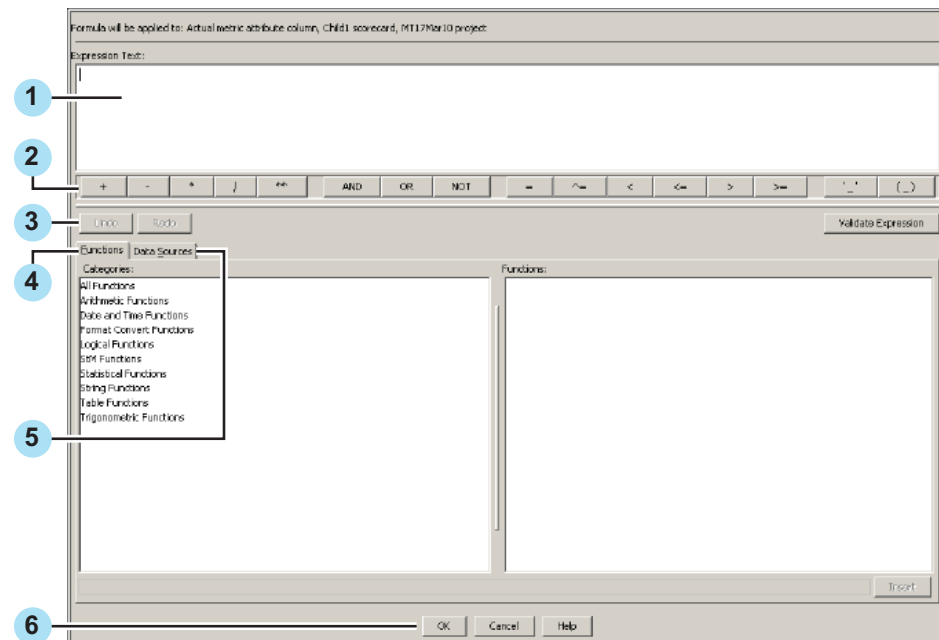 Formula will be applied to: Actual metric attribute column, Child1 scorecard, MT17Mar10 project
Expression Text:
1
2
+ - * / ** AND OR NOT = ^= < <= > >= '_' (_)
3 Undo Redo Validate Expression
4 Functions Data Sources
Categories: Functions:
All Functions
Arithmetic Functions
Date and Time Functions
Format Convert Functions
Logical Functions
StM Functions
Statistical Functions
String Functions
Table Functions
Trigonometric Functions
5
Insert
6 OK Cancel Help